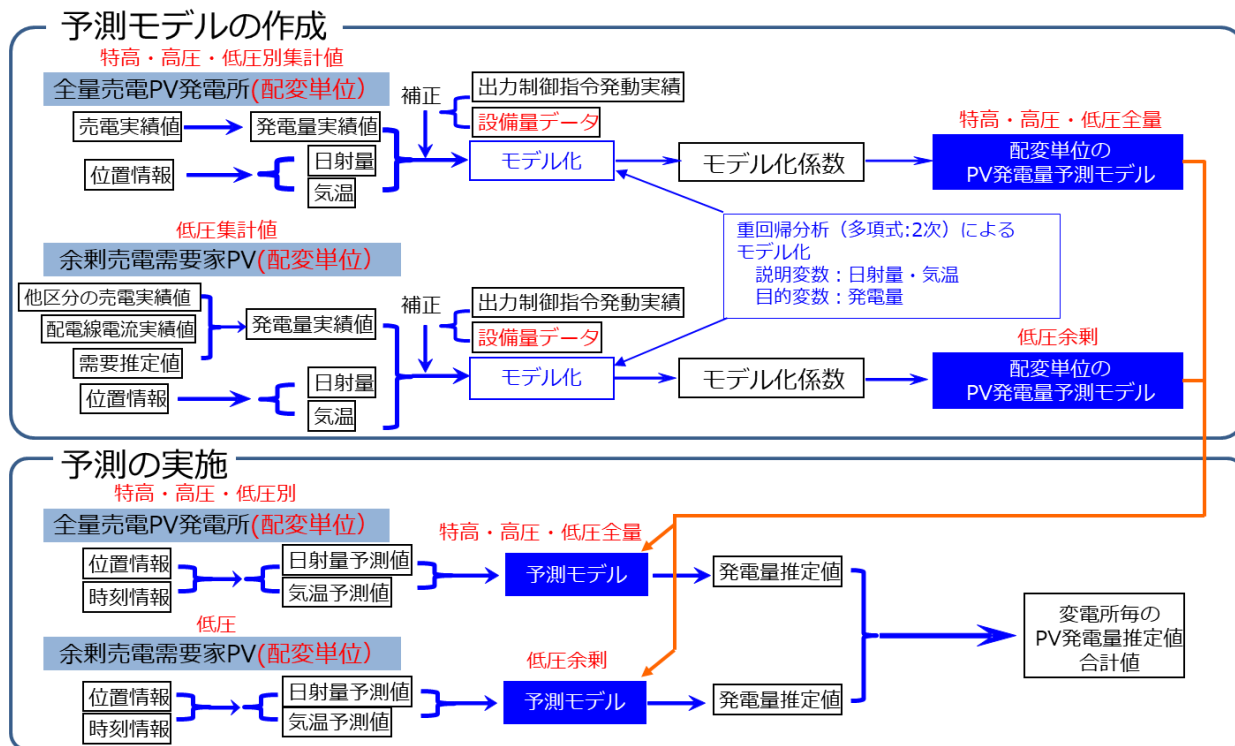 予測モデルの作成
特高・高圧・低圧別集計値
全量売電PV発電所(配変単位）
売電実績値
発電量実績値
位置情報
日射量
気温
補正
出力制御指令発動実績
設備量データ
モデル化
モデル化係数
特高・高圧・低圧全量
配変単位の
PV発電量予測モデル
重回帰分析（多項式:2次）による
モデル化
説明変数：日射量・気温
目的変数：発電量
低圧集計値
余剰売電需要家PV(配変単位）
他区分の売電実績値
配電線電流実績値
需要推定値
発電量実績値
位置情報
日射量
気温
補正
出力制御指令発動実績
設備量データ
モデル化
モデル化係数
低圧余剰
配変単位の
PV発電量予測モデル
予測の実施
特高・高圧・低圧別
全量売電PV発電所(配変単位）
位置情報
時刻情報
日射量予測値
気温予測値
特高・高圧・低圧全量
予測モデル
発電量推定値
低圧
余剰売電需要家PV(配変単位）
位置情報
時刻情報
日射量予測値
気温予測値
低圧余剰
予測モデル
発電量推定値
変電所毎の
PV発電量推定値
合計値